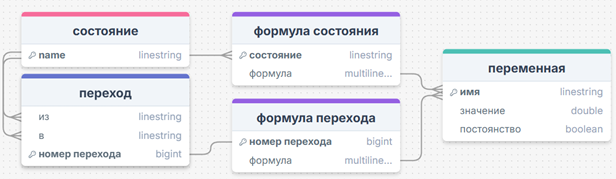 состояние
name linestring
переход
из linestring
в linestring
номер перехода bigint
формула состояния
состояние linestring
формула multiline...
формула перехода
номер перехода bigint
формула multiline...
переменная
имя linestring
значение double
постоянство boolean